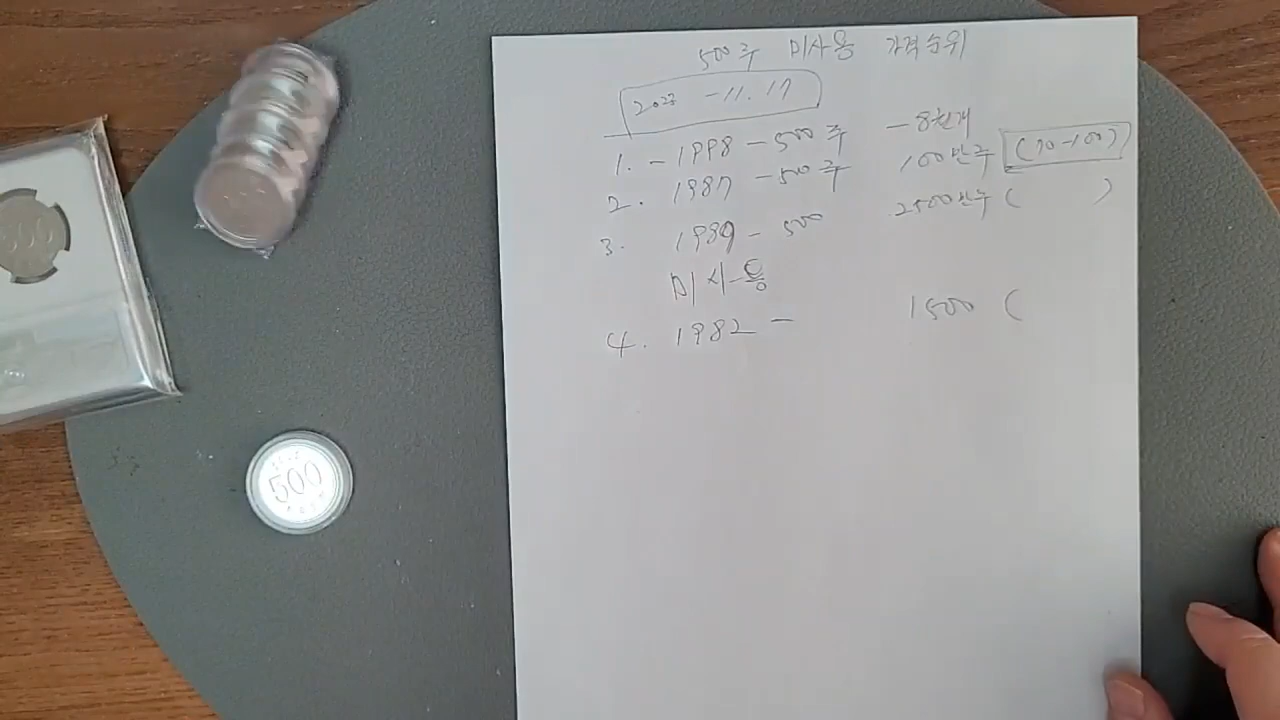 500주 미사용 가격순위
2023 -11.17
1. - 1998 - 500주 - 8천개
2. 1987 - 500주 100만주 (70-100)
3. 1989 - 500 2500만주 ( )
미사용
4. 1982 - 1500 (
500
500